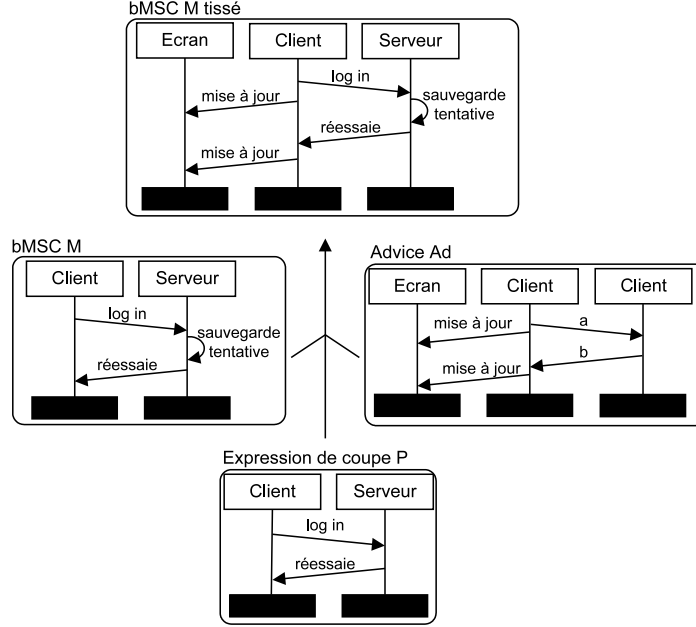 bMSC M tissé
Ecran Client Serveur
log in
mise à jour
sauvegarde
tentative
réessaie
mise à jour
bMSC M
Client Serveur
log in
sauvegarde
tentative
réessaie
Advice Ad
Ecran Client Client
mise à jour a
mise à jour b
Expression de coupe P
Client Serveur
log in
réessaie